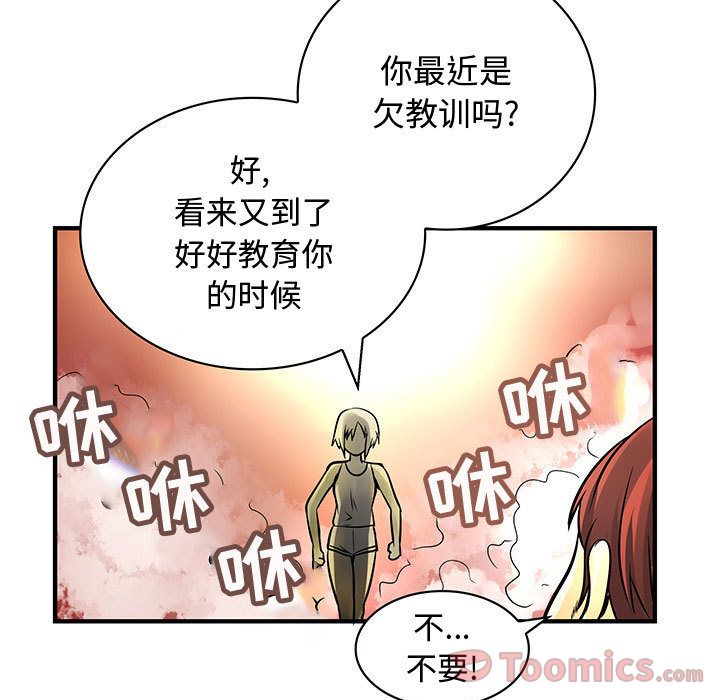 你最近是
欠教训吗?
好,
看来又到了
好好教育你
的时候
咻
咻
咻
咻
咻
不...
不要!
Toomics.com